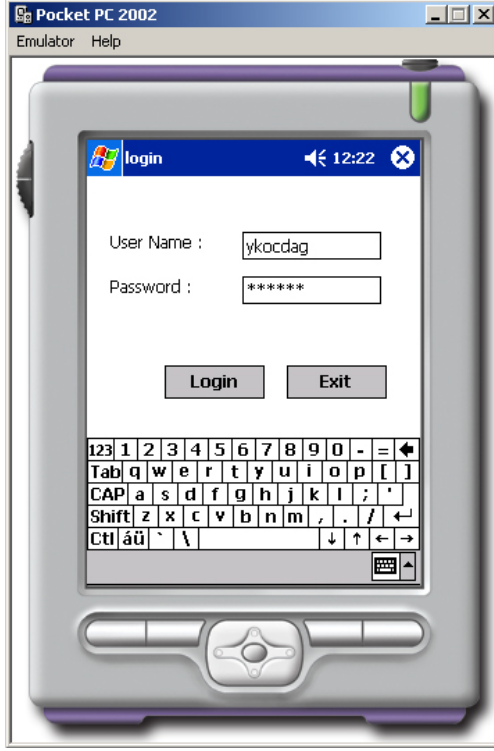 Pocket PC 2002
Emulator Help
login 12:22
User Name : ykocdag
Password : ******
Login Exit
123 1 2 3 4 5 6 7 8 9 0 - = 
Tab q w e r t y u i o p [ ]
CAP a s d f g h j k l ; '
Shift z x c v b n m , . /
Ctl áü ` \